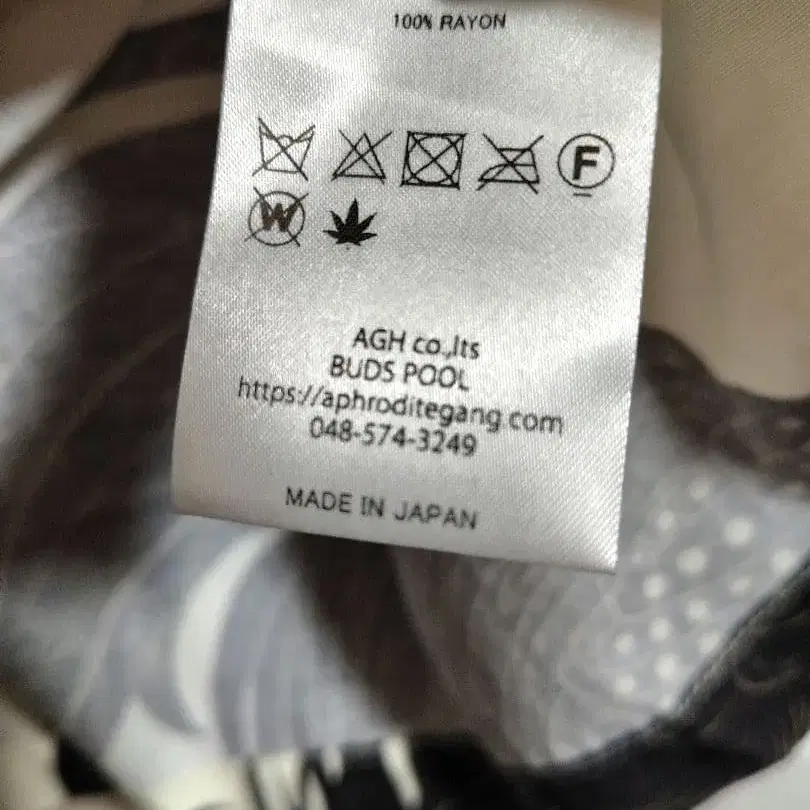 100% RAYON
F
W
AGH co.,lts
BUDS POOL
https://aphroditegang.com
048-574-3249
MADE IN JAPAN